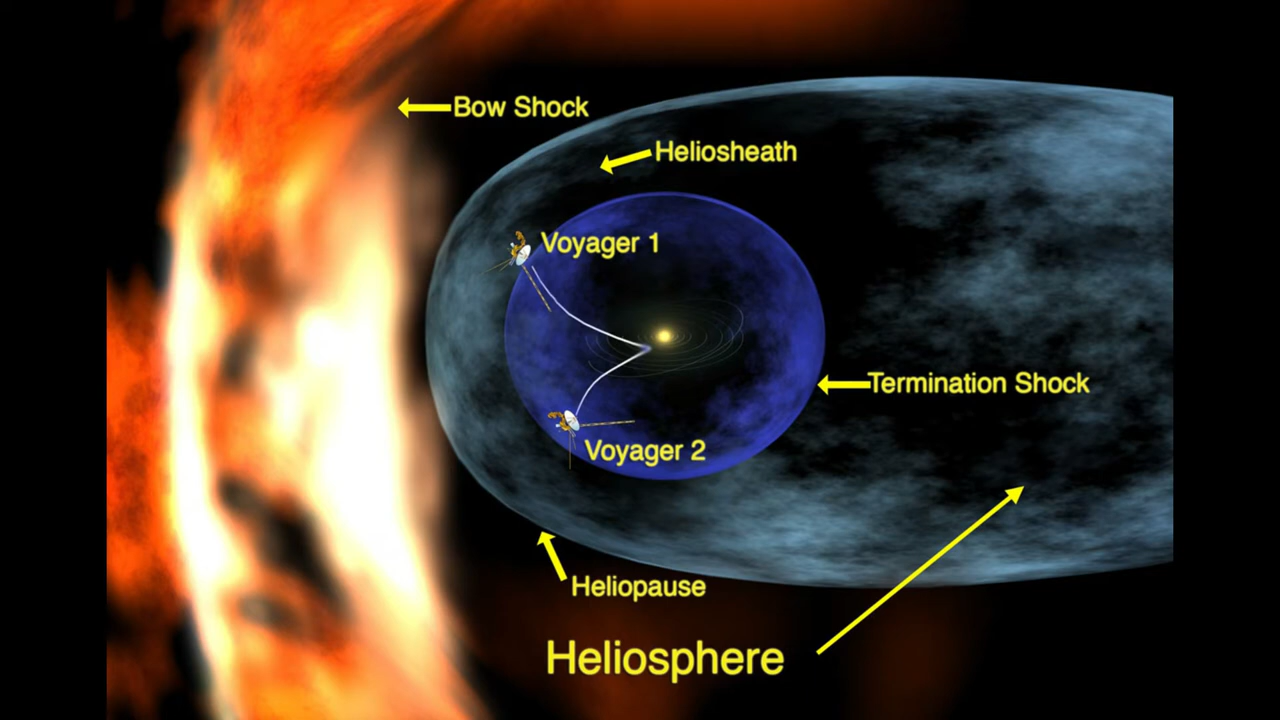 Bow Shock
Heliosheath
Voyager 1
Termination Shock
Voyager 2
Heliopause
Heliosphere